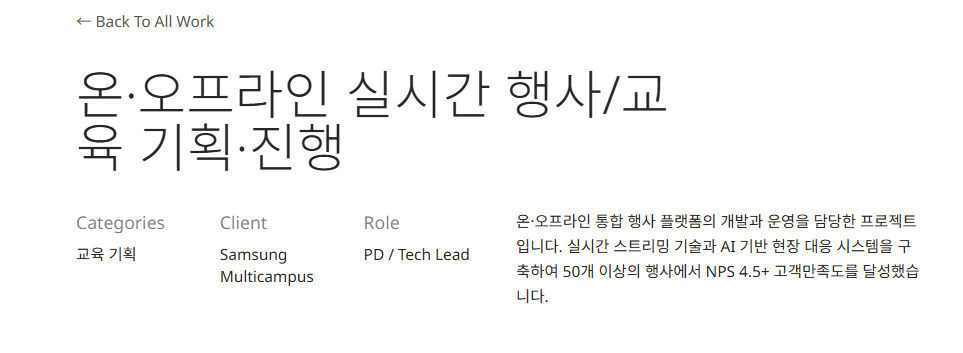 ← Back To All Work
온·오프라인 실시간 행사/교
육 기획·진행
Categories
교육 기획
Client
Samsung
Multicampus
Role
PD / Tech Lead
온·오프라인 통합 행사 플랫폼의 개발과 운영을 담당한 프로젝트
입니다. 실시간 스트리밍 기술과 AI 기반 현장 대응 시스템을 구
축하여 50개 이상의 행사에서 NPS 4.5+ 고객만족도를 달성했습
니다.